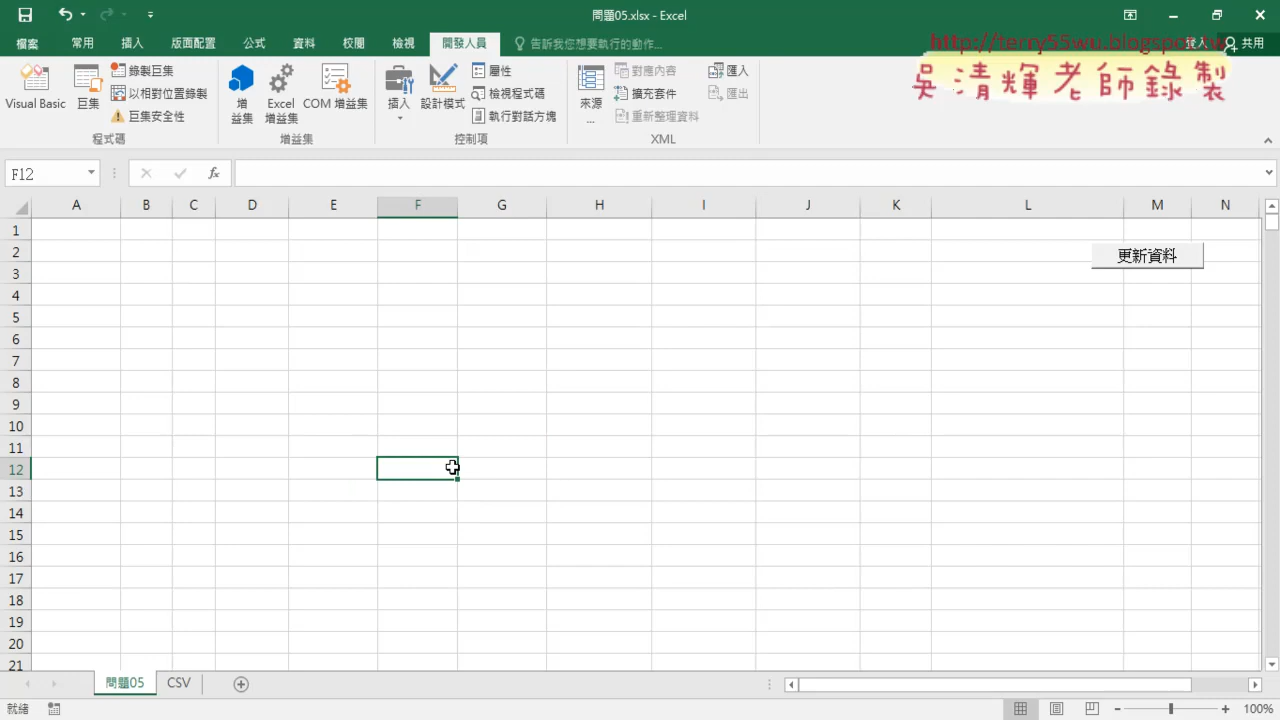 問題05.xlsx - Excel
檔案 常用 插入 版面配置 公式 資料 校閱 檢視 開發人員 告訴我您想要執行的動作... 登入 共用
http://terry55wu.blogspot.tw
吳清輝老師錄製
Visual Basic
巨集
錄製巨集
以相對位置錄製
巨集安全性
程式碼
增益集
Excel 增益集
COM 增益集
增益集
插入
設計模式
屬性
檢視程式碼
執行對話方塊
控制項
來源...
對應內容
擴充套件
重新整理資料
匯入
匯出
XML
F12
fx
A B C D E F G H I J K L M N
1
2
更新資料
3
4
5
6
7
8
9
10
11
12
13
14
15
16
17
18
19
20
21
問題05 CSV
就緒 100%